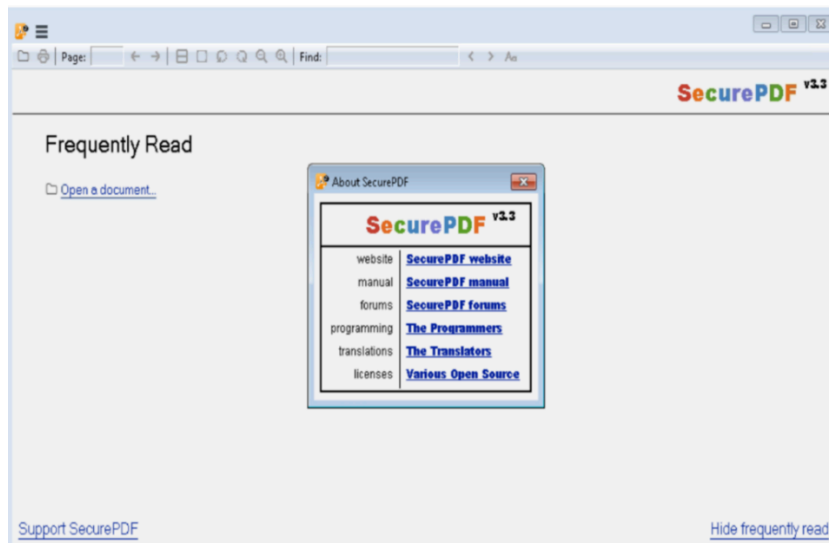 Page:
Find:
Aa
SecurePDF v3.3
Frequently Read
Open a document...
About SecurePDF
SecurePDF v3.3
website SecurePDF website
manual SecurePDF manual
forums SecurePDF forums
programming The Programmers
translations The Translators
licenses Various Open Source
Support SecurePDF
Hide frequently read